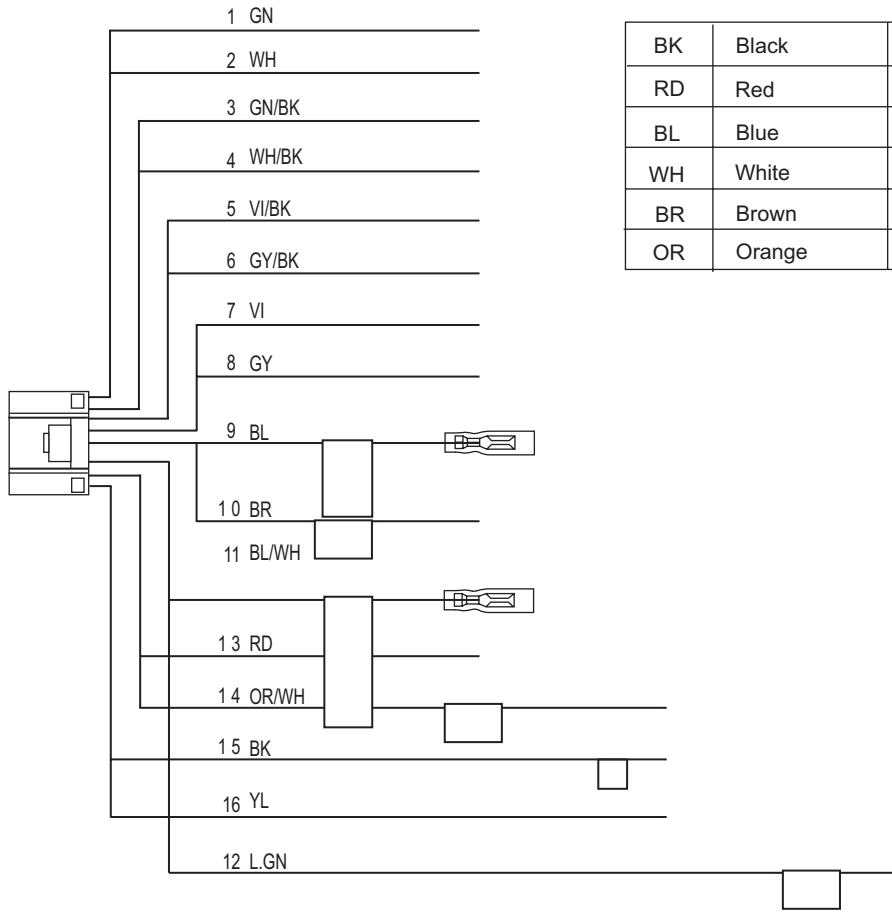 1 GN
2 WH
3 GN/BK
4 WH/BK
5 VI/BK
6 GY/BK
7 VI
8 GY
9 BL
10 BR
11 BL/WH
13 RD
14 OR/WH
15 BK
16 YL
12 L.GN
BK Black
RD Red
BL Blue
WH White
BR Brown
OR Orange